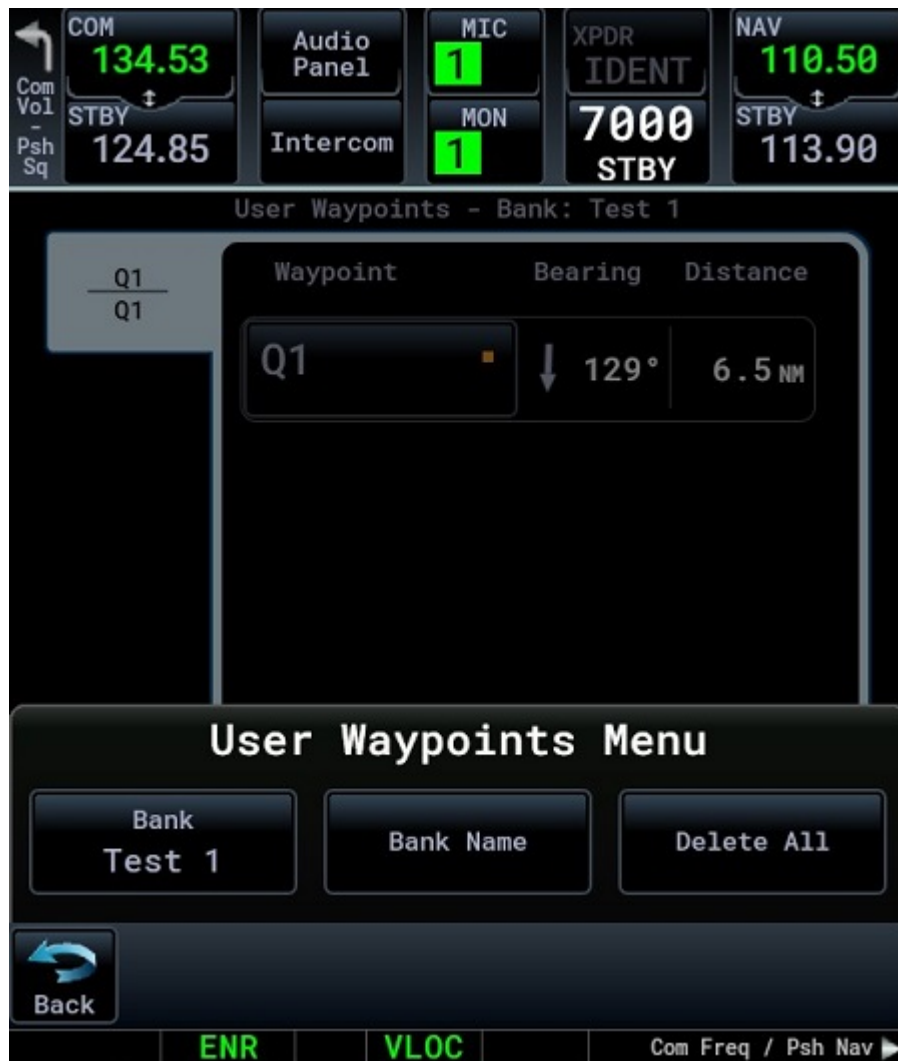 Com
Vol
-
Psh
Sq
COM
134.53
STBY
124.85
Audio
Panel
Intercom
MIC
1
MON
1
XPDR
IDENT
7000
STBY
NAV
110.50
STBY
113.90
User Waypoints - Bank: Test 1
Q1
Q1
Waypoint Bearing Distance
Q1 129° 6.5 NM
User Waypoints Menu
Bank
Test 1
Bank Name
Delete All
Back
ENR VLOC Com Freq / Psh Nav